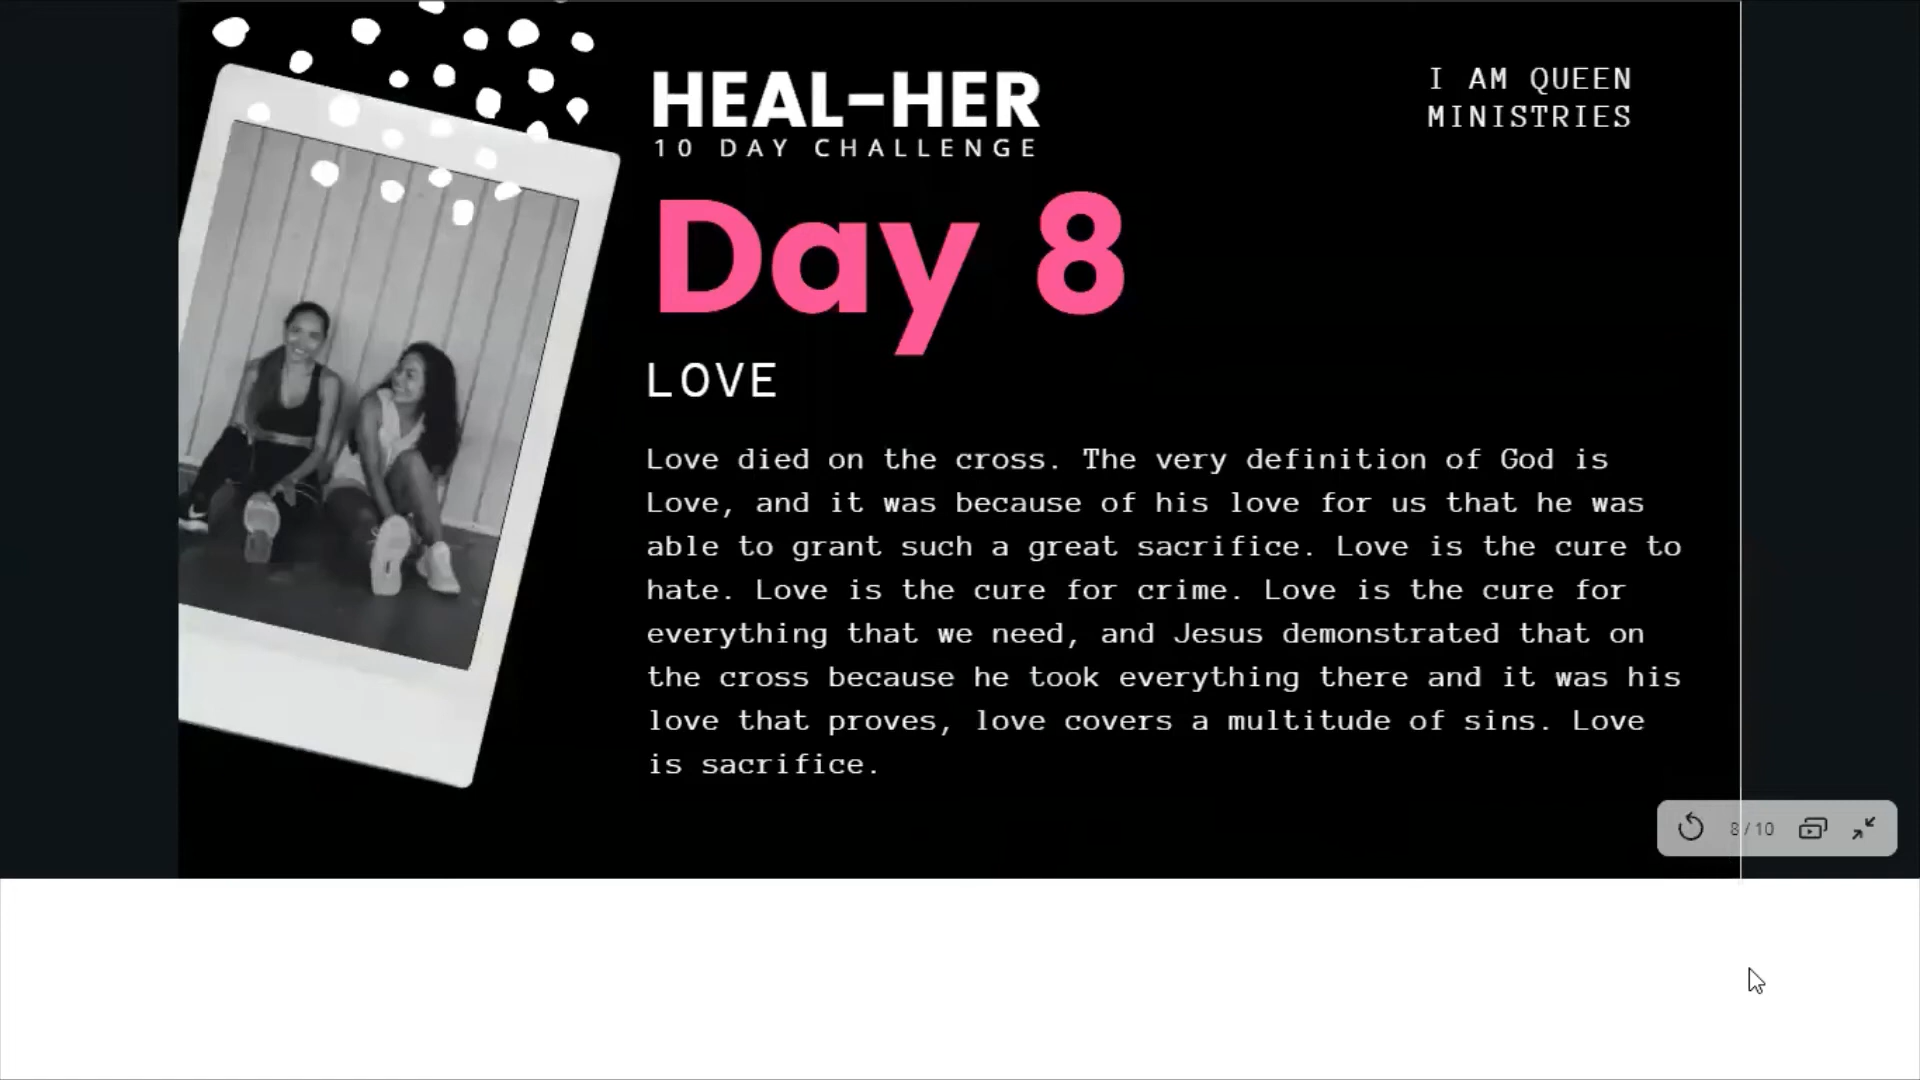 HEAL-HER
10 DAY CHALLENGE
I AM QUEEN
MINISTRIES
Day 8
LOVE
Love died on the cross. The very definition of God is
Love, and it was because of his love for us that he was
able to grant such a great sacrifice. Love is the cure to
hate. Love is the cure for crime. Love is the cure for
everything that we need, and Jesus demonstrated that on
the cross because he took everything there and it was his
love that proves, love covers a multitude of sins. Love
is sacrifice.
8/10